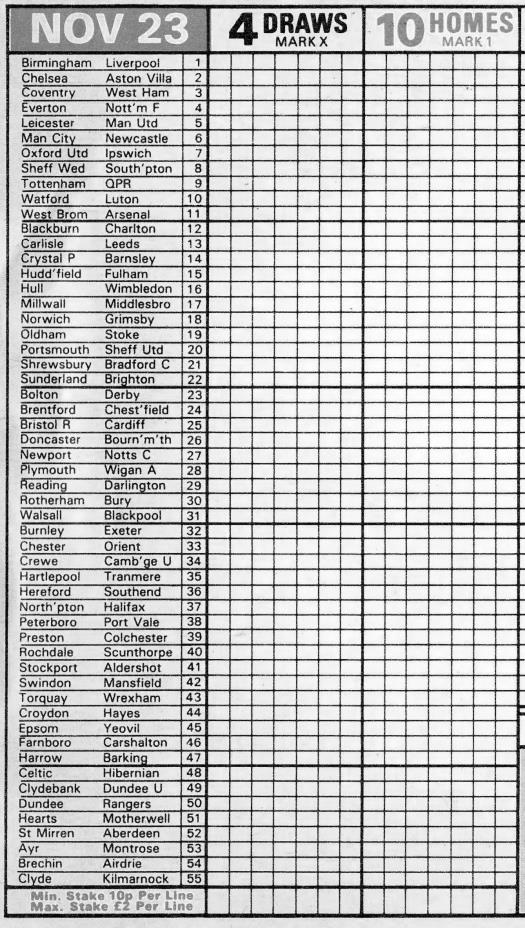 NOV 23
4 DRAWS
MARK X
10 HOMES
MARK 1
Birmingham Liverpool 1
Chelsea Aston Villa 2
Coventry West Ham 3
Everton Nott'm F 4
Leicester Man Utd 5
Man City Newcastle 6
Oxford Utd Ipswich 7
Sheff Wed South'pton 8
Tottenham QPR 9
Watford Luton 10
West Brom Arsenal 11
Blackburn Charlton 12
Carlisle Leeds 13
Crystal P Barnsley 14
Hudd'field Fulham 15
Hull Wimbledon 16
Millwall Middlesbro 17
Norwich Grimsby 18
Oldham Stoke 19
Portsmouth Sheff Utd 20
Shrewsbury Bradford C 21
Sunderland Brighton 22
Bolton Derby 23
Brentford Chest'field 24
Bristol R Cardiff 25
Doncaster Bourn'm'th 26
Newport Notts C 27
Plymouth Wigan A 28
Reading Darlington 29
Rotherham Bury 30
Walsall Blackpool 31
Burnley Exeter 32
Chester Orient 33
Crewe Camb'ge U 34
Hartlepool Tranmere 35
Hereford Southend 36
North'pton Halifax 37
Peterboro Port Vale 38
Preston Colchester 39
Rochdale Scunthorpe 40
Stockport Aldershot 41
Swindon Mansfield 42
Torquay Wrexham 43
Croydon Hayes 44
Epsom Yeovil 45
Farnboro Carshalton 46
Harrow Barking 47
Celtic Hibernian 48
Clydebank Dundee U 49
Dundee Rangers 50
Hearts Motherwell 51
St Mirren Aberdeen 52
Ayr Montrose 53
Brechin Airdrie 54
Clyde Kilmarnock 55
Min. Stake 10p Per Line
Max. Stake £2 Per Line